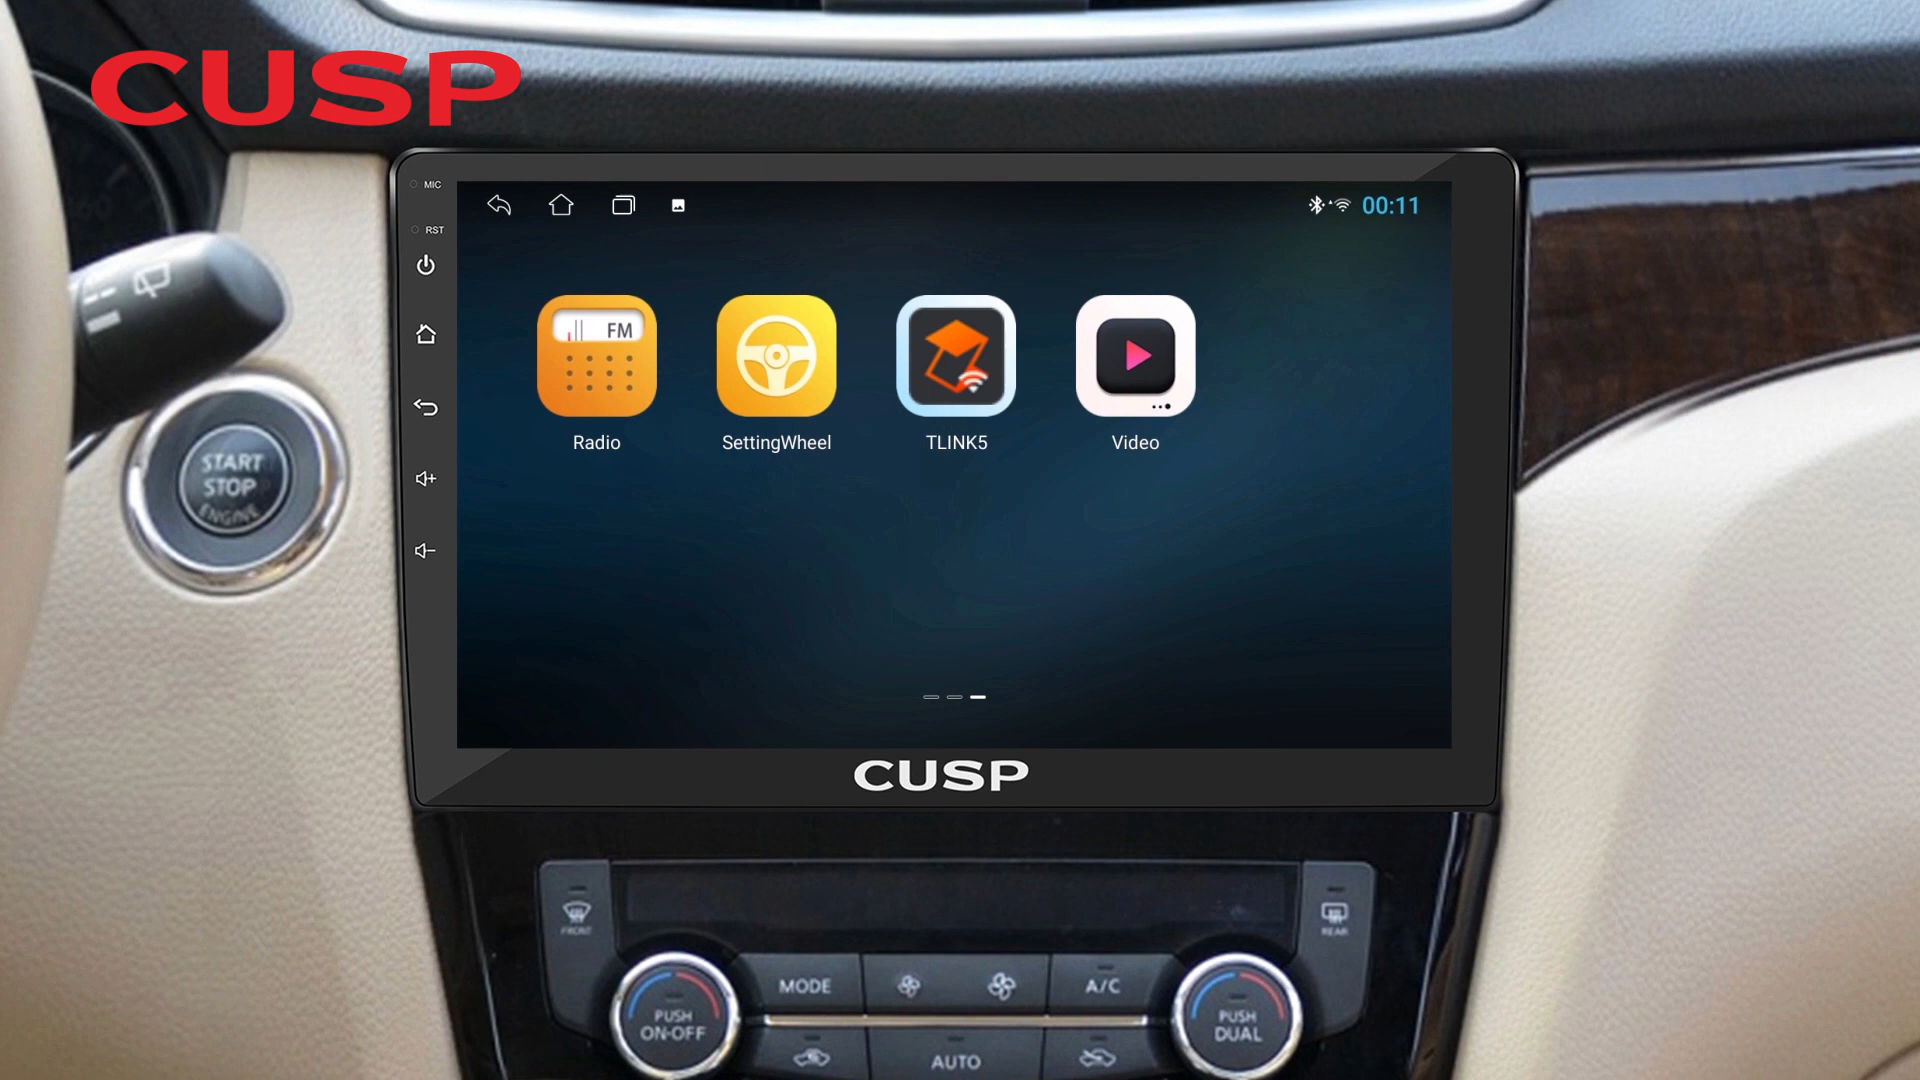 CUSP
MIC
RST
00:11
FM
Radio
SettingWheel
TLINK5
Video
START
STOP
ENGINE
CUSP
FRONT
REAR
MODE
A/C
PUSH
ON-OFF
PUSH
DUAL
AUTO